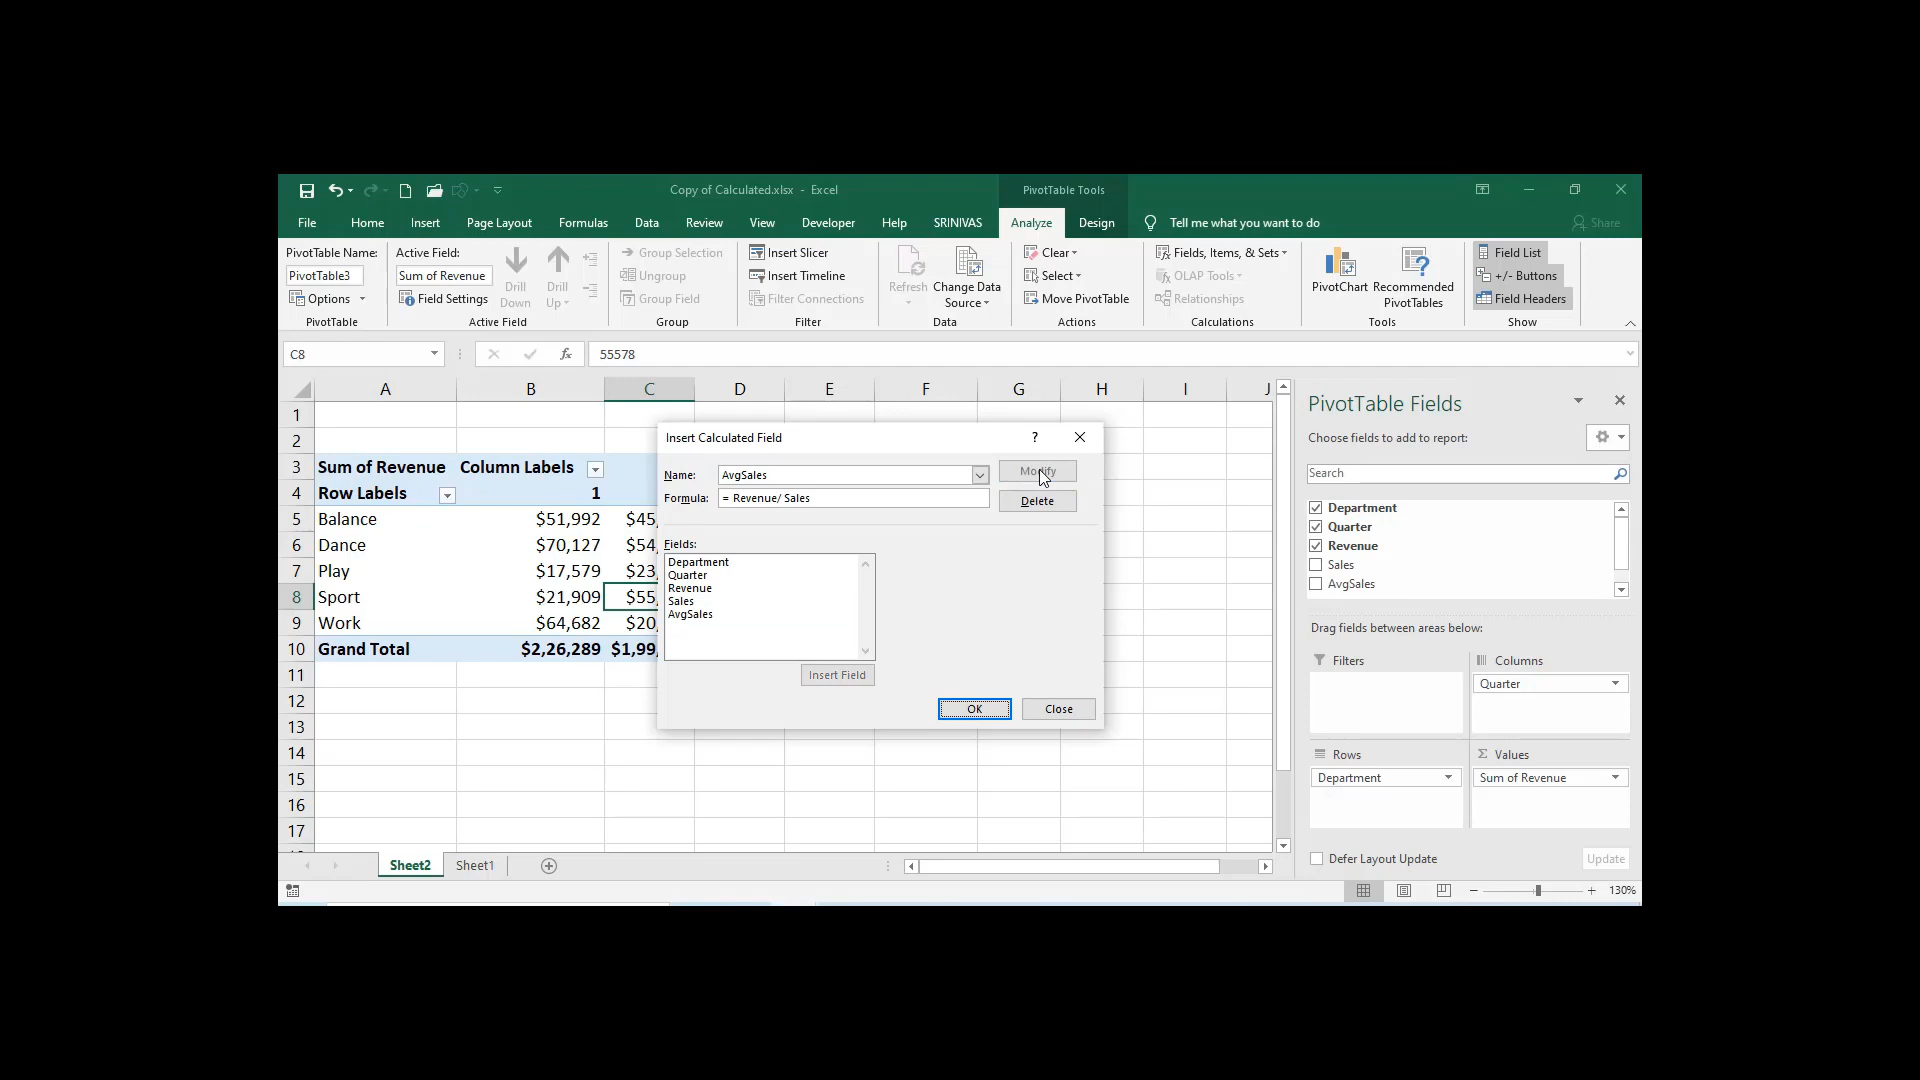 Copy of Calculated.xlsx - Excel
PivotTable Tools
File Home Insert Page Layout Formulas Data Review View Developer Help SRINIVAS Analyze Design Tell me what you want to do Share
PivotTable Name:
PivotTable3
Options
PivotTable
Active Field:
Sum of Revenue
Field Settings
Drill Down
Drill Up
Active Field
Group Selection
Ungroup
Group Field
Group
Insert Slicer
Insert Timeline
Filter Connections
Filter
Refresh
Change Data Source
Data
Clear
Select
Move PivotTable
Actions
Fields, Items, & Sets
OLAP Tools
Relationships
Calculations
PivotChart
Recommended PivotTables
Tools
Field List
+/- Buttons
Field Headers
Show
C8 fx 55578
A B C D E F G H I J
1
2
3 Sum of Revenue Column Labels
4 Row Labels 1
5 Balance $51,992 $45,
6 Dance $70,127 $54,
7 Play $17,579 $23,
8 Sport $21,909 $55,
9 Work $64,682 $20,
10 Grand Total $2,26,289 $1,99,
11
12
13
14
15
16
17
Insert Calculated Field ?
Name: AvgSales Modify
Formula: = Revenue/ Sales Delete
Fields:
Department
Quarter
Revenue
Sales
AvgSales
Insert Field
OK Close
PivotTable Fields
Choose fields to add to report:
Search
Department
Quarter
Revenue
Sales
AvgSales
Drag fields between areas below:
Filters
Columns
Quarter
Rows
Department
Σ Values
Sum of Revenue
Defer Layout Update Update
Sheet2 Sheet1
130%